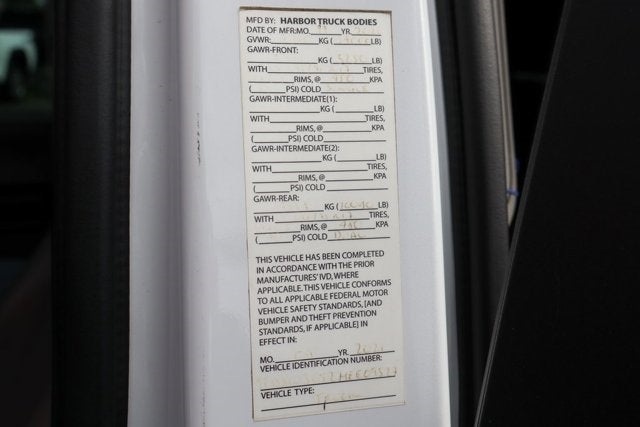 MFD BY: HARBOR TRUCK BODIES
DATE OF MFR:MO. YR.
GVWR: KG ( LB)
GAWR-FRONT:
KG ( LB)
WITH TIRES,
RIMS, @ KPA
( PSI) COLD
GAWR-INTERMEDIATE(1):
KG ( LB)
WITH TIRES,
RIMS, @ KPA
( PSI) COLD
GAWR-INTERMEDIATE(2):
KG ( LB)
WITH TIRES,
RIMS, @ KPA
( PSI) COLD
GAWR-REAR:
KG ( LB)
WITH TIRES,
RIMS, @ KPA
( PSI) COLD
THIS VEHICLE HAS BEEN COMPLETED
IN ACCORDANCE WITH THE PRIOR
MANUFACTURES' IVD, WHERE
APPLICABLE. THIS VEHICLE CONFORMS
TO ALL APPLICABLE FEDERAL MOTOR
VEHICLE SAFETY STANDARDS, [AND
BUMPER AND THEFT PREVENTION
STANDARDS, IF APPLICABLE] IN
EFFECT IN:
MO. YR.
VEHICLE IDENTIFICATION NUMBER:
VEHICLE TYPE: